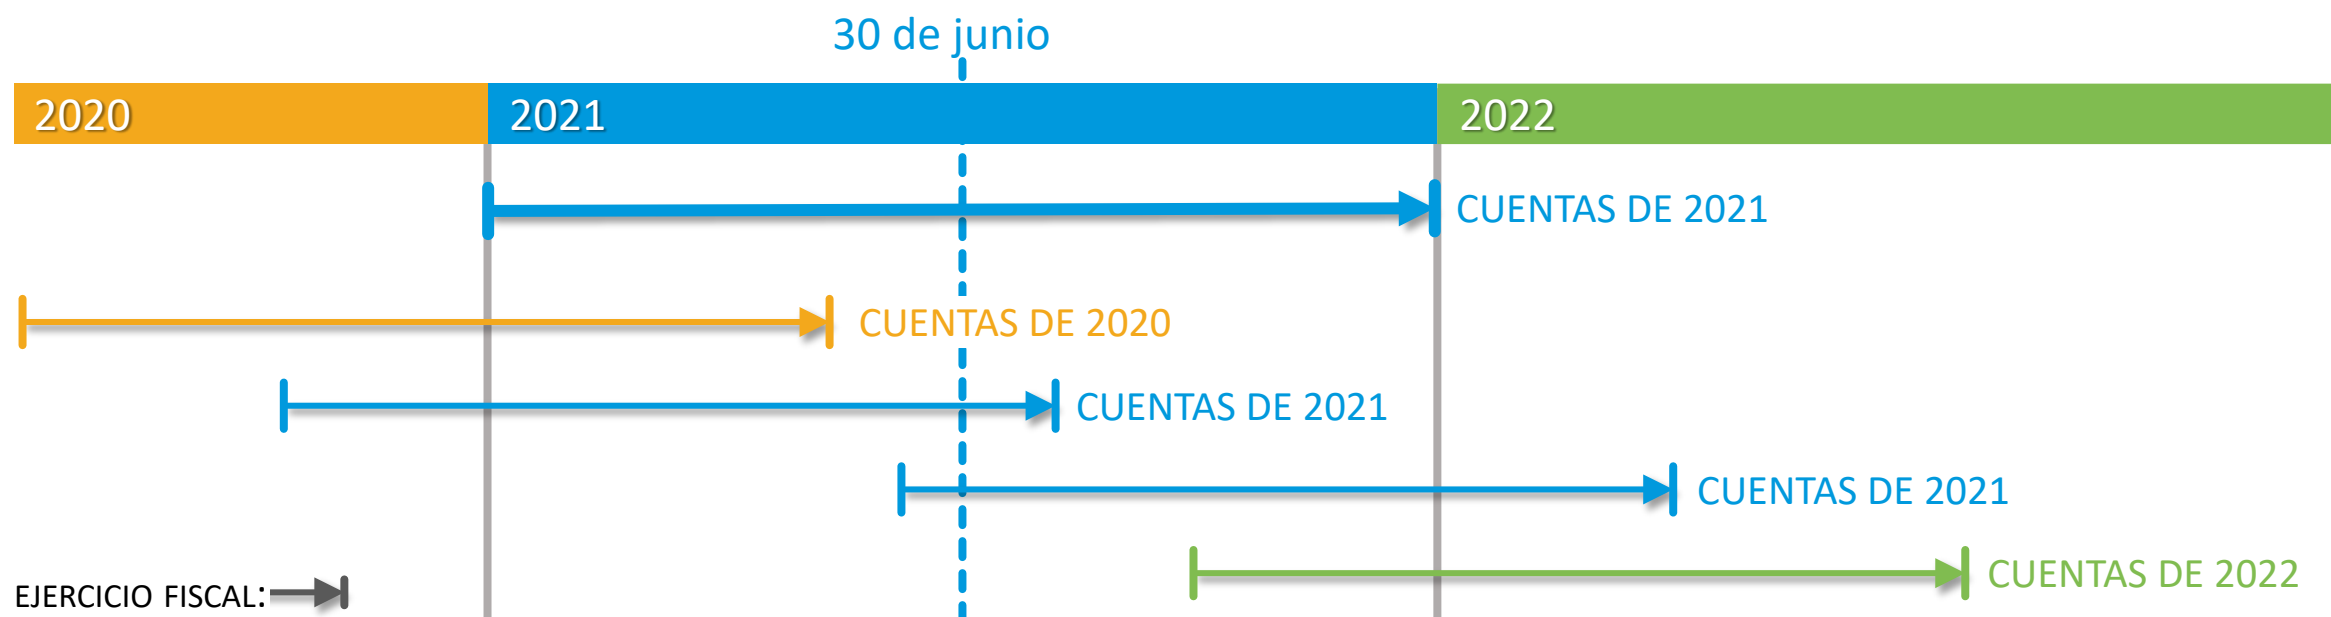 30 de junio
2020
2021
2022
CUENTAS DE 2021
CUENTAS DE 2020
CUENTAS DE 2021
CUENTAS DE 2021
CUENTAS DE 2022
EJERCICIO FISCAL: